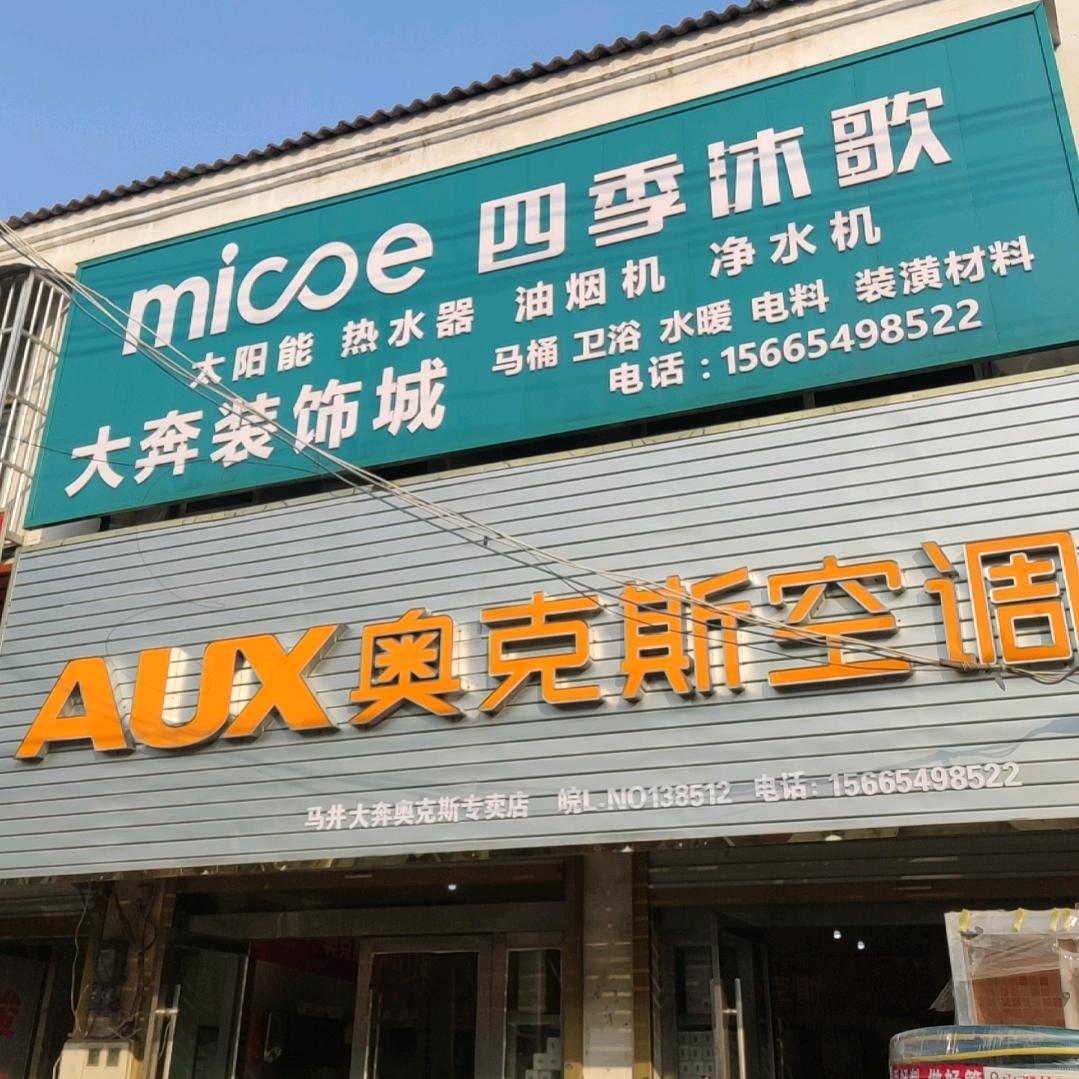 micoe 四季沐歌
太阳能 热水器 油烟机 净水机
马桶 卫浴 水暖 电料 装潢材料
大奔装饰城
电话：15665498522
AUX奥克斯空调
马井大奔奥克斯专卖店 皖L.NO138512 电话：15665498522